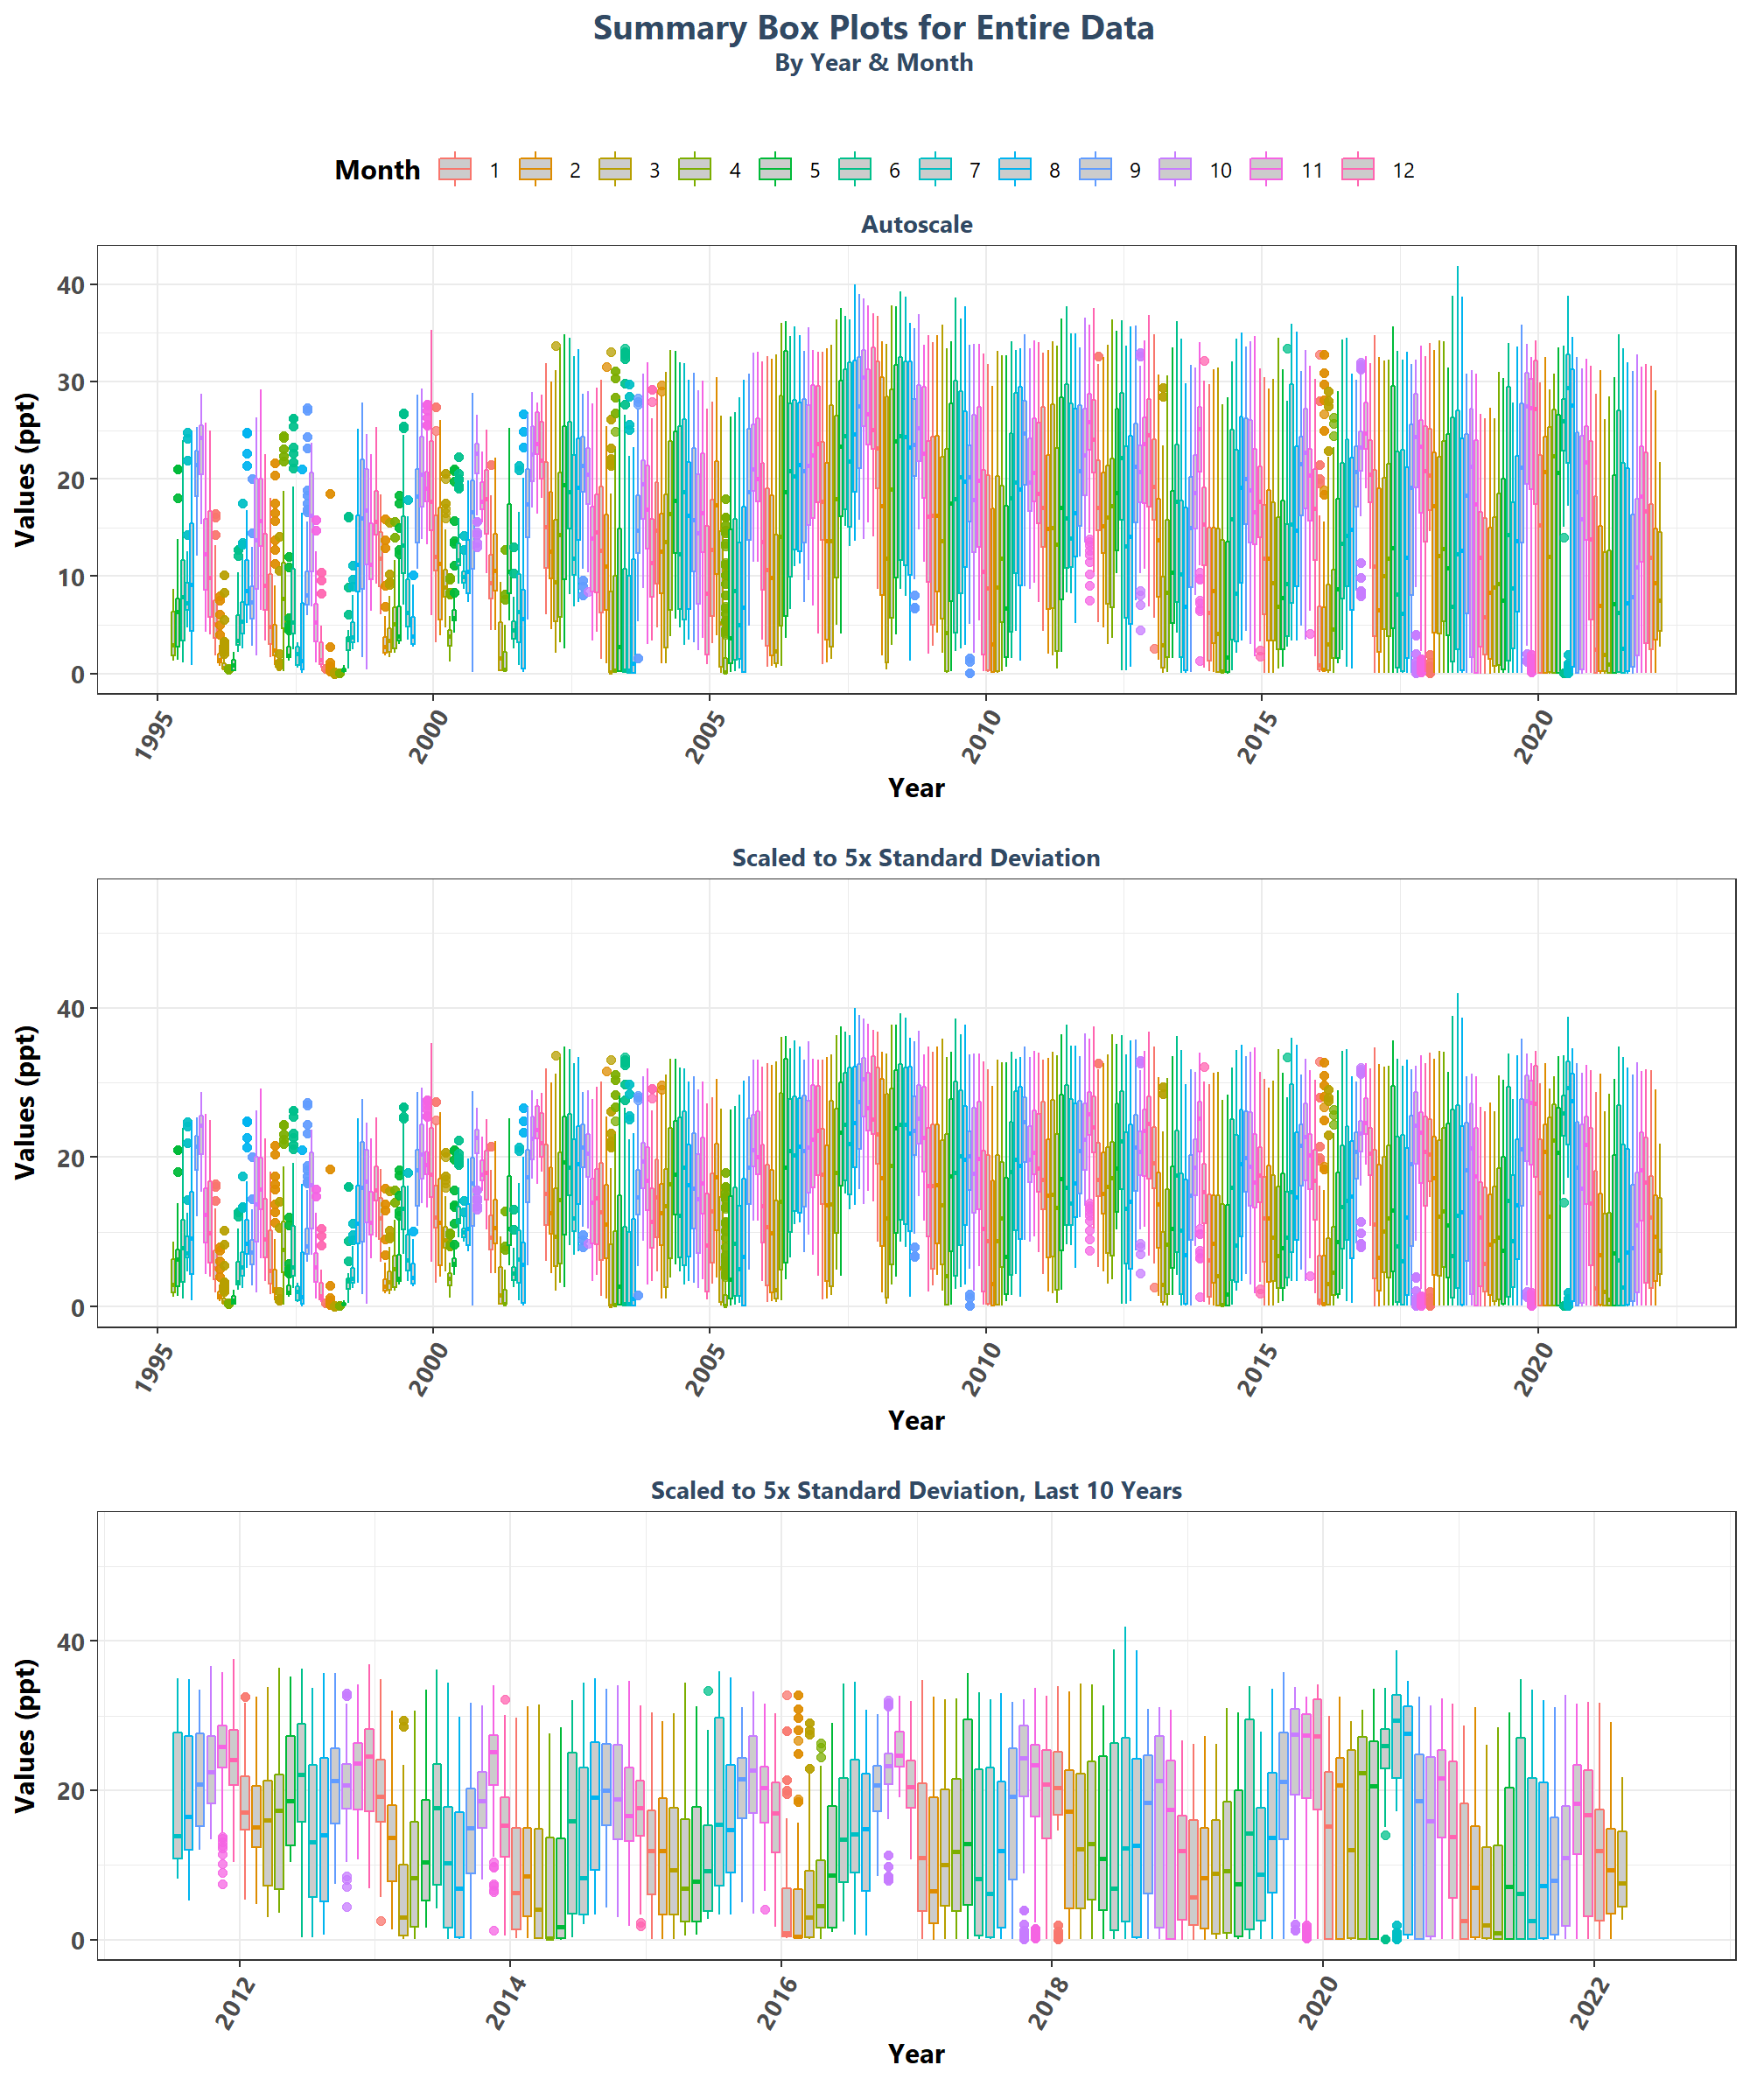 Summary Box Plots for Entire Data
By Year & Month
Month 1 2 3 4 5 6 7 8 9 10 11 12
Autoscale
Values (ppt)
40
30
20
10
0
1995 2000 2005 2010 2015 2020
Year
Scaled to 5x Standard Deviation
Values (ppt)
40
20
0
1995 2000 2005 2010 2015 2020
Year
Scaled to 5x Standard Deviation, Last 10 Years
Values (ppt)
40
20
0
2012 2014 2016 2018 2020 2022
Year